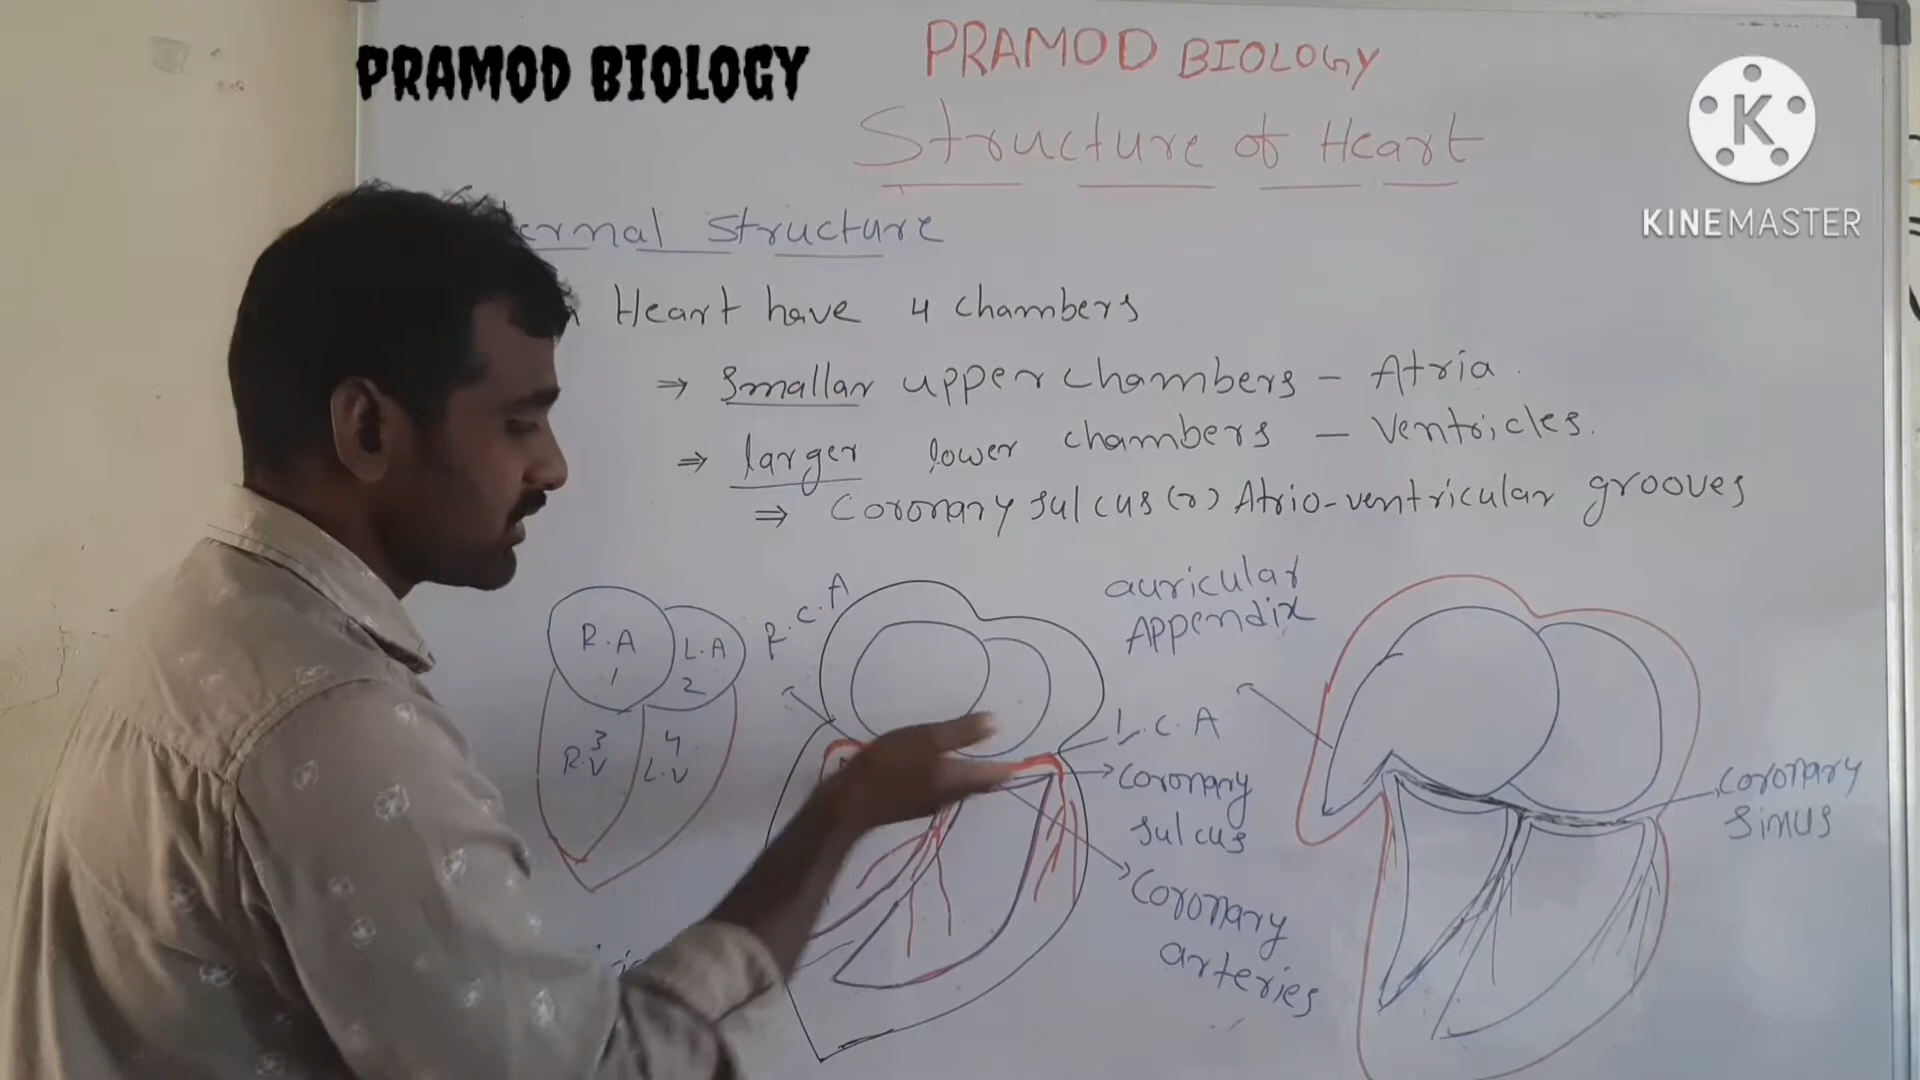 PRAMOD BIOLOGY
PRAMOD BIOLOGY
Structure of Heart
KINEMASTER
ernal structure
Heart have 4 chambers
⇒ Smallar upper chambers - Atria
⇒ larger lower chambers - Ventricles.
⇒ Coronary sulcus (r) Atrio-ventricular grooves
R.A
1
L.A
2
3
R.V
4
L.V
R.C.A
auricular
Appendix
L.C.A
Coronary
sulcus
Coronary
arteries
Coronary
sinus